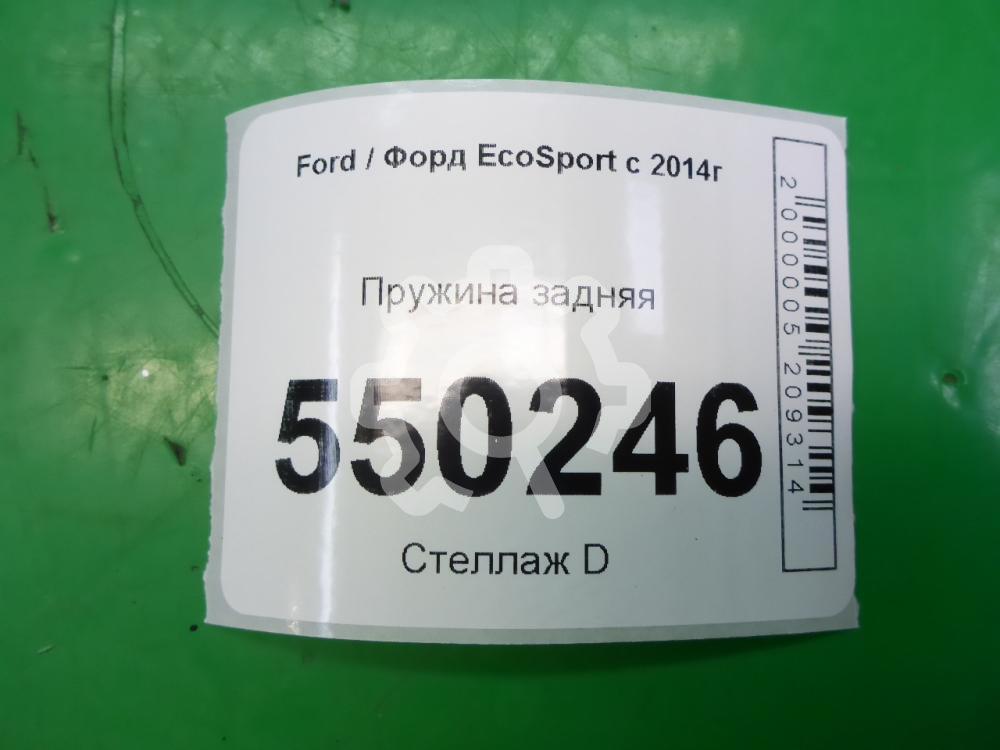 Ford / Форд EcoSport с 2014г
Пружина задняя
550246
Стеллаж D
2000005209314